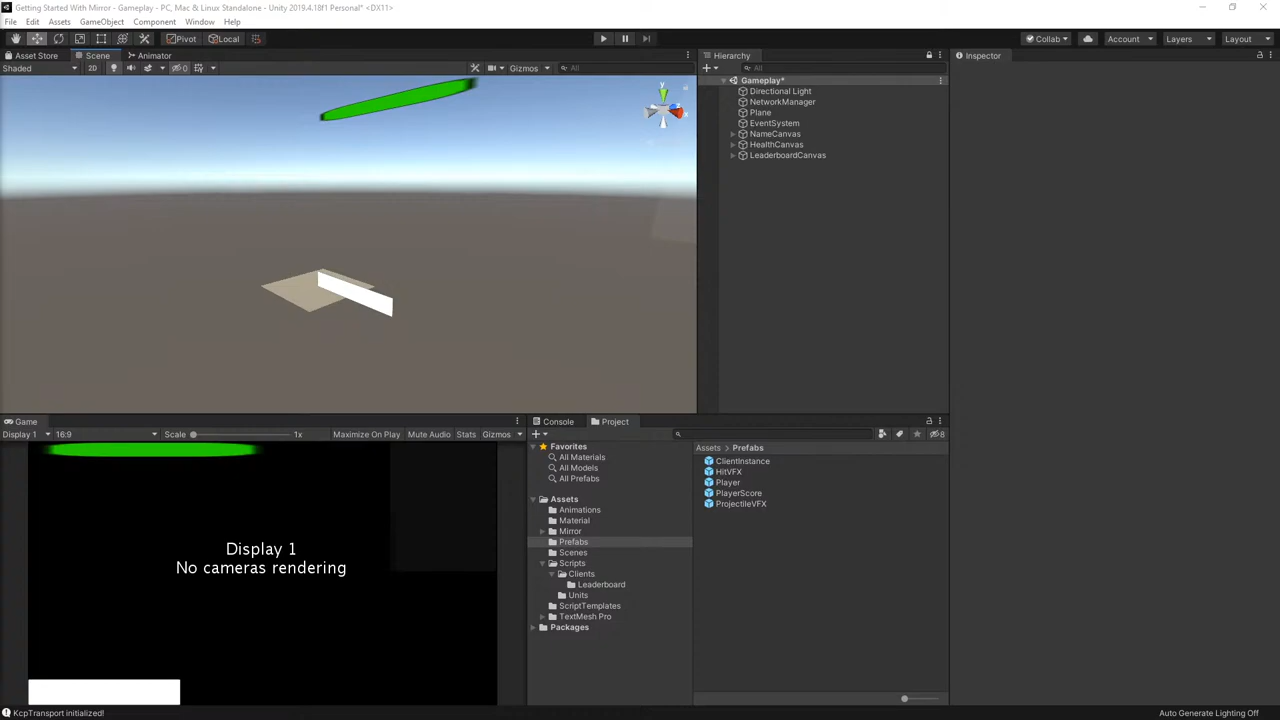 Getting Started With Mirror - Gameplay - PC, Mac & Linux Standalone - Unity 2019.4.18f1 Personal* <DX11>
File Edit Assets GameObject Component Window Help
Pivot Local Collab Account Layers Layout
Asset Store Scene Animator
Shaded 2D 0 Gizmos All
y
x
Hierarchy
All
Gameplay*
Directional Light
NetworkManager
Plane
EventSystem
NameCanvas
HealthCanvas
LeaderboardCanvas
Inspector
Game
Display 1 16:9 Scale 1x Maximize On Play Mute Audio Stats Gizmos
Display 1
No cameras rendering
Console Project
8
Favorites
All Materials
All Models
All Prefabs
Assets
Animations
Material
Mirror
Prefabs
Scenes
Scripts
Clients
Leaderboard
Units
ScriptTemplates
TextMesh Pro
Packages
Assets > Prefabs
ClientInstance
HitVFX
Player
PlayerScore
ProjectileVFX
KcpTransport initialized!
Auto Generate Lighting Off